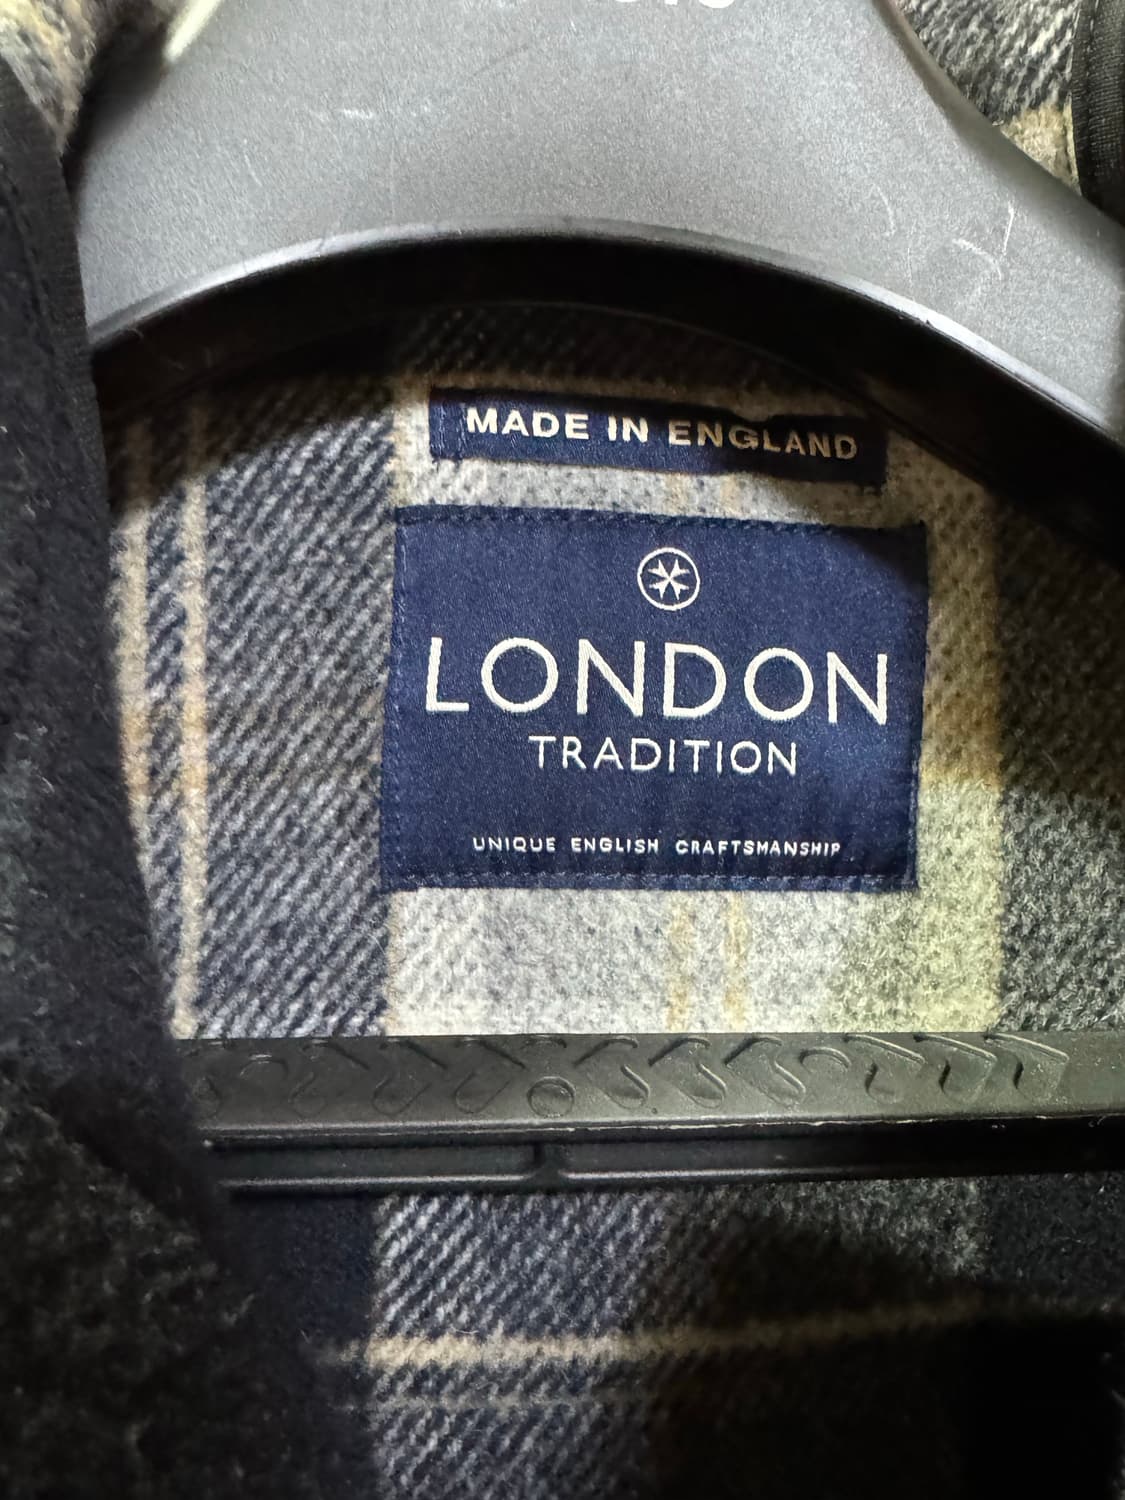 MADE IN ENGLAND
LONDON
TRADITION
UNIQUE ENGLISH CRAFTSMANSHIP